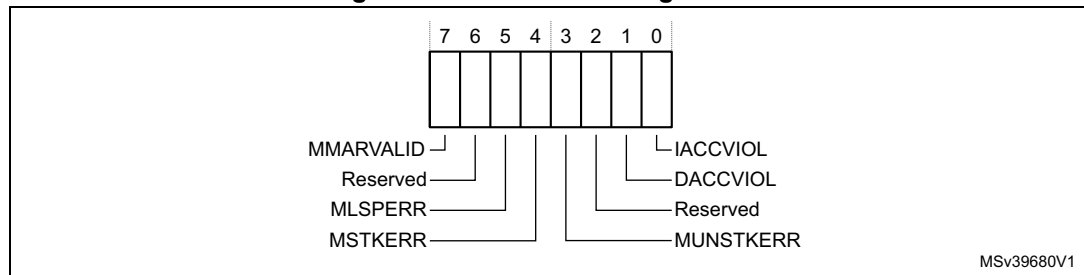 7 6 5 4 3 2 1 0
MMARVALID IACCVIOL
Reserved DACCVIOL
MLSPERR Reserved
MSTKERR MUNSTKERR
MSv39680V1